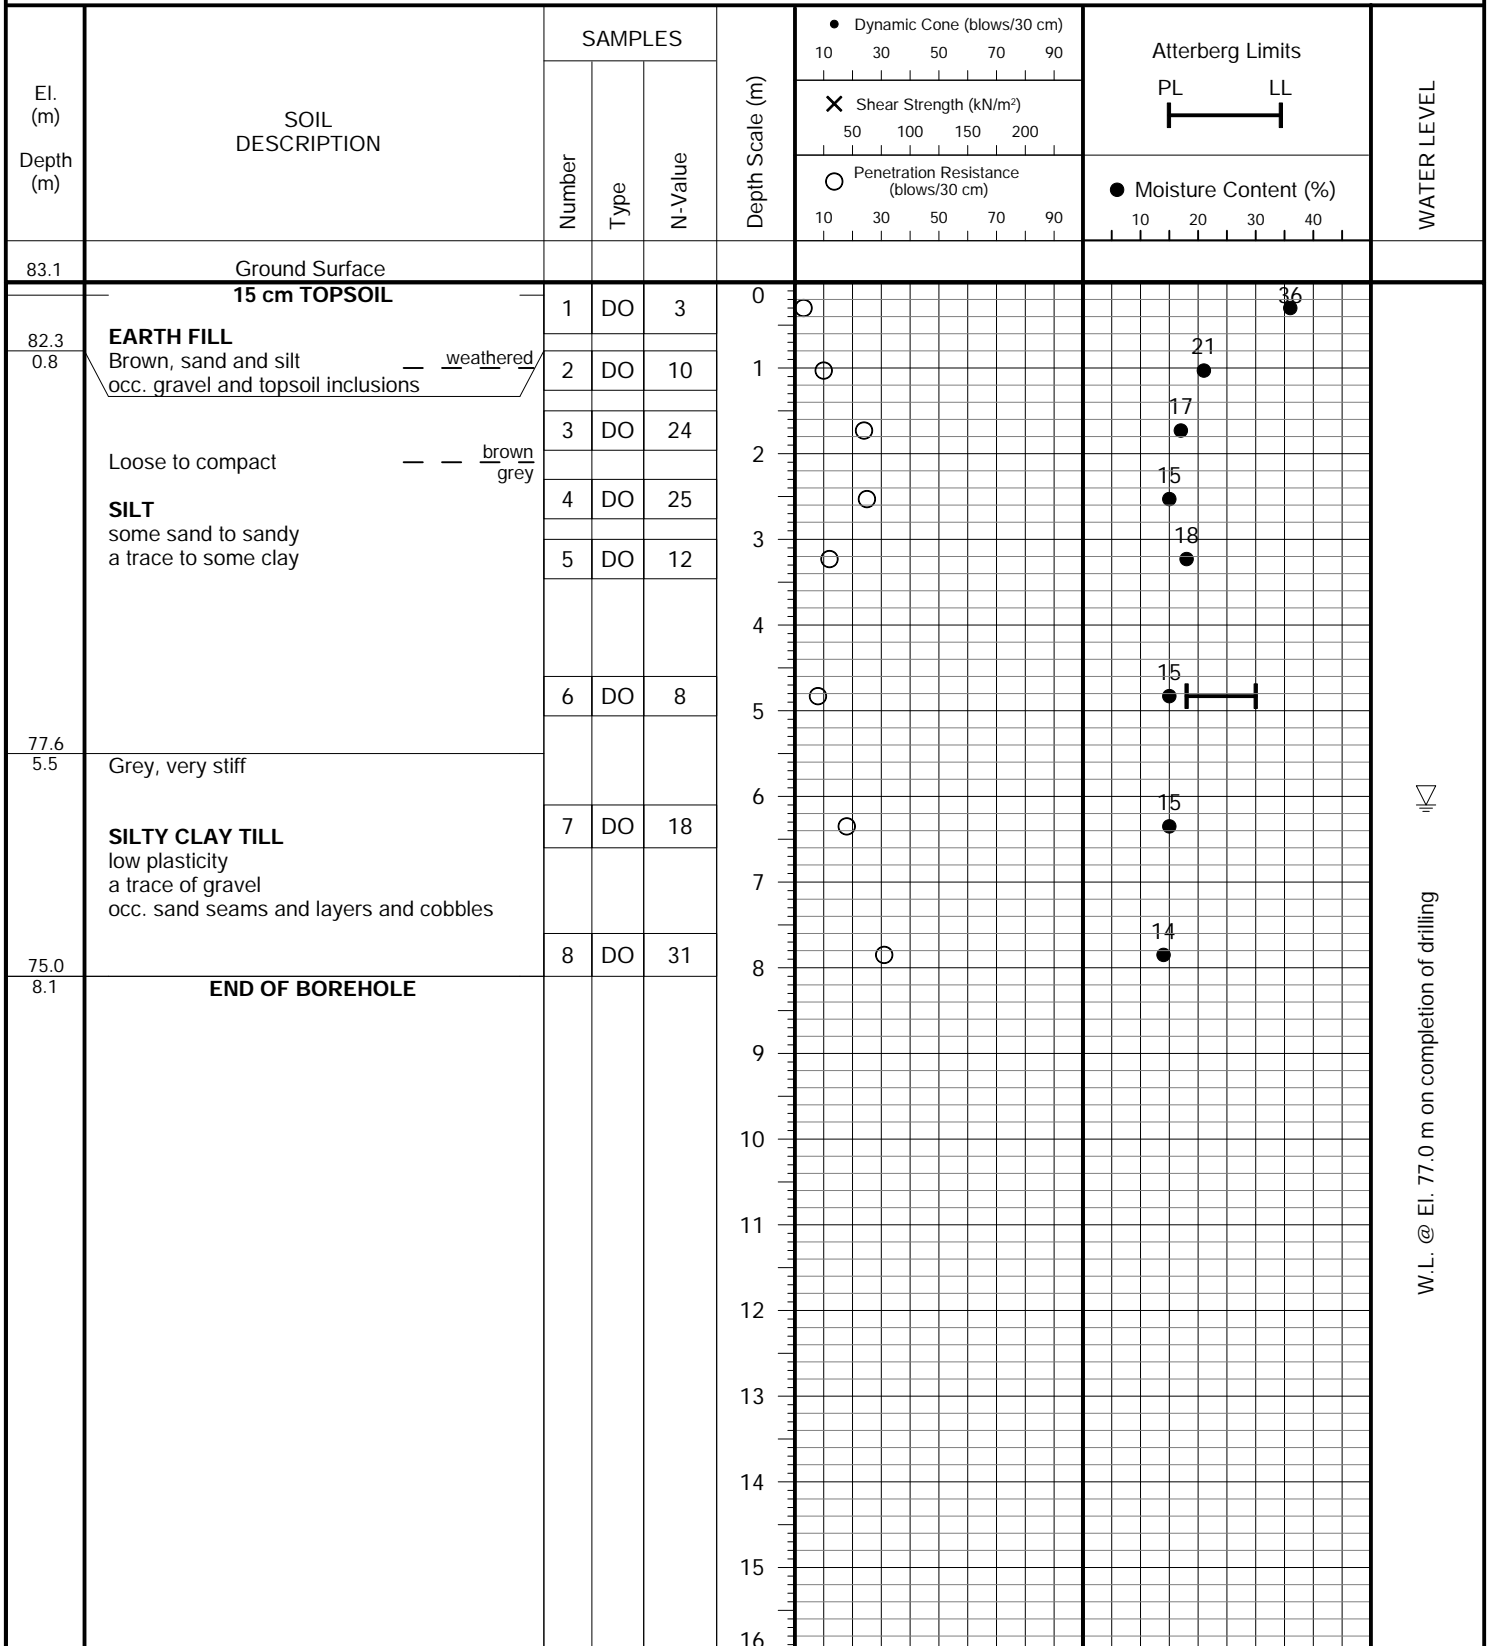 El.
(m)
Depth
(m)
SOIL
DESCRIPTION
SAMPLES
Number
Type
N-Value
Depth Scale (m)
● Dynamic Cone (blows/30 cm)
10 30 50 70 90
✕ Shear Strength (kN/m²)
50 100 150 200
○ Penetration Resistance
(blows/30 cm)
10 30 50 70 90
Atterberg Limits
PL LL
● Moisture Content (%)
10 20 30 40
WATER LEVEL
83.1 Ground Surface
15 cm TOPSOIL
0
36
1 DO 3
EARTH FILL
82.3
0.8
Brown, sand and silt
weathered
occ. gravel and topsoil inclusions
21
2 DO 10
1
17
3 DO 24
2
Loose to compact
brown
grey
15
4 DO 25
SILT
some sand to sandy
a trace to some clay
3
18
5 DO 12
4
15
6 DO 8
5
77.6
5.5
Grey, very stiff
6
15
7 DO 18
SILTY CLAY TILL
low plasticity
a trace of gravel
occ. sand seams and layers and cobbles
7
14
8 DO 31
8
75.0
8.1
END OF BOREHOLE
9
10
11
12
13
14
15
16
W.L. @ El. 77.0 m on completion of drilling